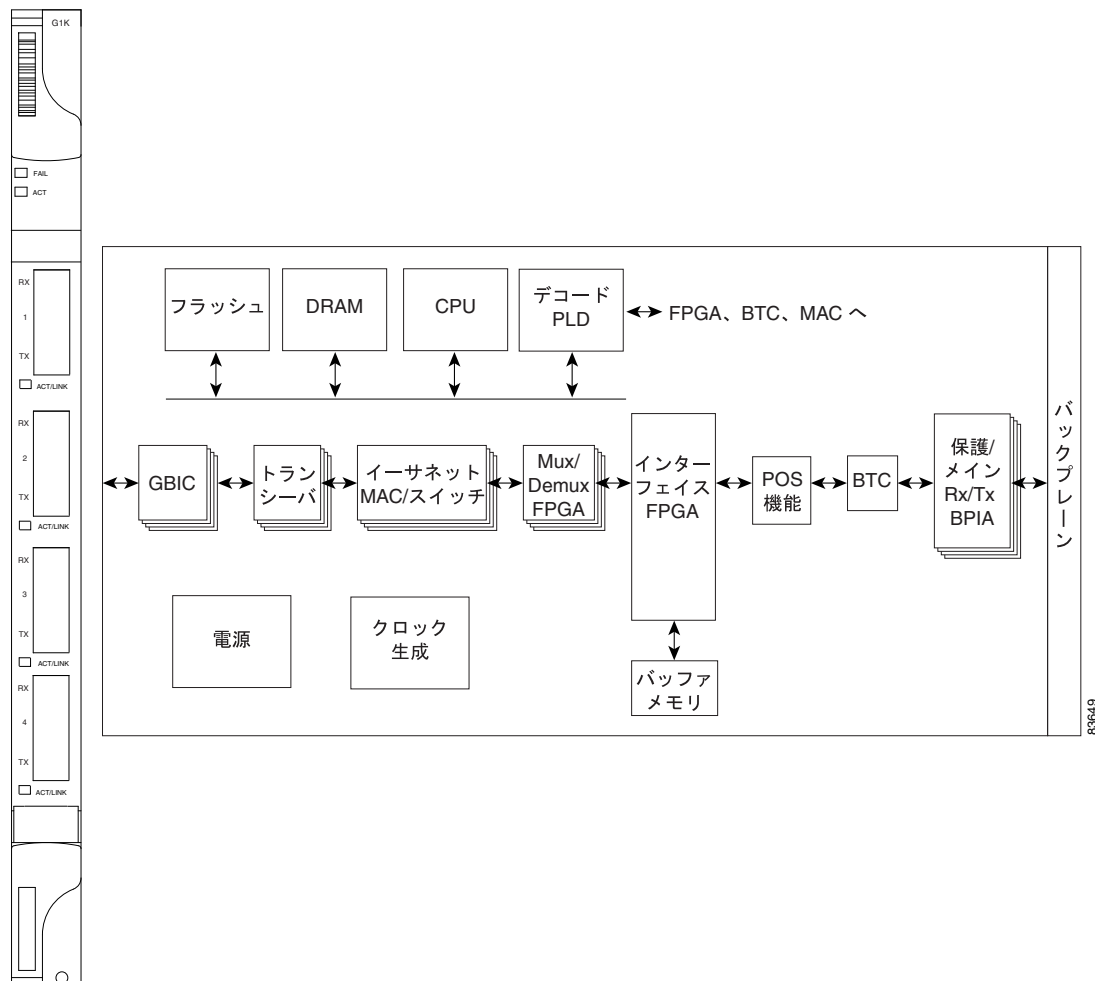 G1K
FAIL
ACT
RX
1
TX
ACT/LINK
RX
2
TX
ACT/LINK
RX
3
TX
ACT/LINK
RX
4
TX
ACT/LINK
フラッシュ
DRAM
CPU
デコード
PLD
FPGA、BTC、MAC へ
GBIC
トラン
シーバ
イーサネット
MAC/スイッチ
Mux/
Demux
FPGA
インター
フェイス
FPGA
POS
機能
BTC
保護/
メイン
Rx/Tx
BPIA
バックプレーン
電源
クロック
生成
バッファ
メモリ
83649